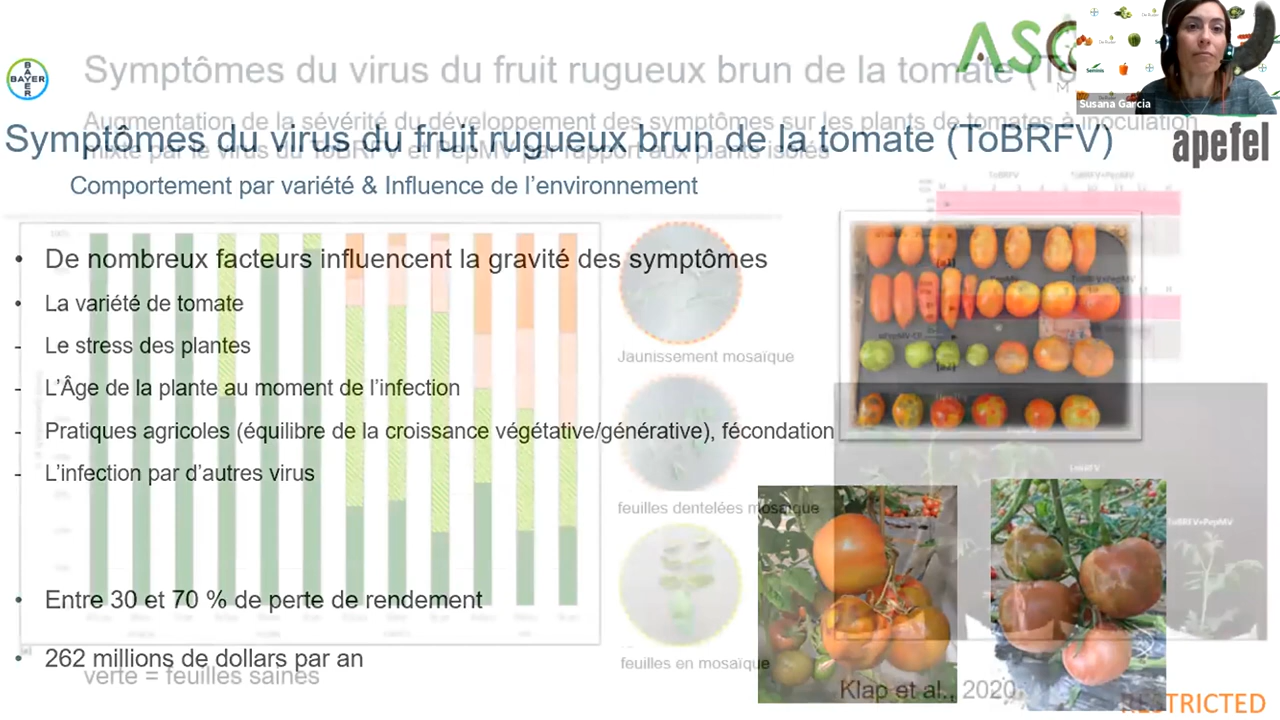 BAYER
Symptômes du virus du fruit rugueux brun de la tomate
Susana Garcia
Augmentation de la sévérité du développement des symptômes sur les plants de tomates à inoculation
mixte par le virus du ToBRFV et PepMV par rapport aux plants isolés
apefel
Symptômes du virus du fruit rugueux brun de la tomate (ToBRFV)
Comportement par variété & Influence de l'environnement
• De nombreux facteurs influencent la gravité des symptômes
• La variété de tomate
- Le stress des plantes
- L'Âge de la plante au moment de l'infection
- Pratiques agricoles (équilibre de la croissance végétative/générative), fécondation
- L'infection par d'autres virus
• Entre 30 et 70 % de perte de rendement
• 262 millions de dollars par an
verte = feuilles saines
Jaunissement mosaïque
feuilles dentelées mosaïque
feuilles en mosaïque
ToBRFV
ToBRFV+PepMV
Klap et al., 2020
RESTRICTED